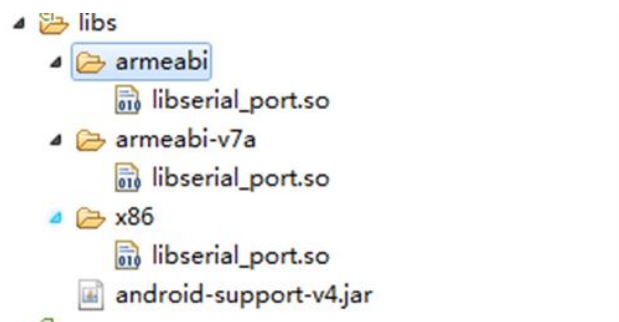 libs
armeabi
libserial_port.so
armeabi-v7a
libserial_port.so
x86
libserial_port.so
android-support-v4.jar